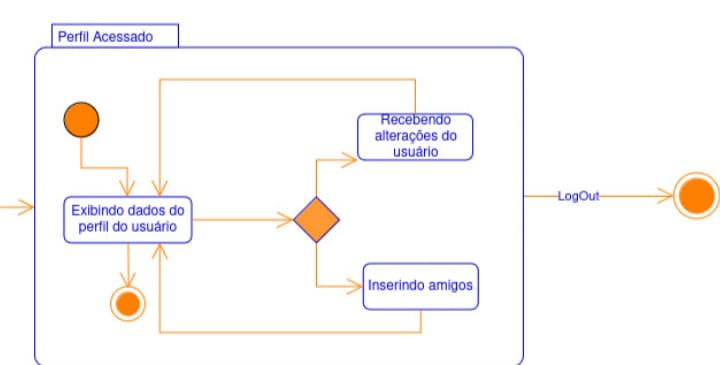 Perfil Acessado
Recebendo
alterações do
usuário
Exibindo dados do
perfil do usuário
LogOut
Inserindo amigos